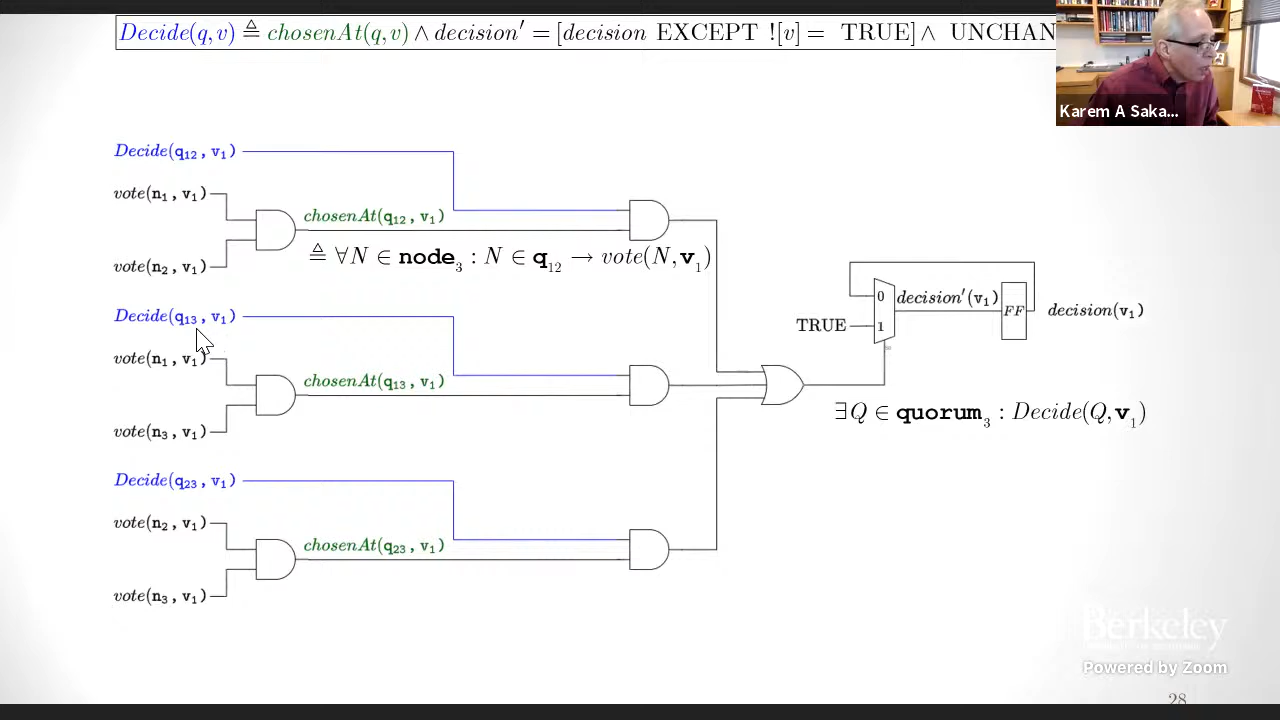 Decide(q, v) ≜ chosenAt(q, v) ∧ decision′ = [decision EXCEPT ![v] = TRUE] ∧ UNCHAN
Karem A Saka...
Decide(q₁₂, v₁)
vote(n₁, v₁)
chosenAt(q₁₂, v₁)
≜ ∀N ∈ node₃ : N ∈ q₁₂ → vote(N, v₁)
vote(n₂, v₁)
0
decision′(v₁)
FF
decision(v₁)
TRUE
1
Decide(q₁₃, v₁)
vote(n₁, v₁)
chosenAt(q₁₃, v₁)
vote(n₃, v₁)
∃Q ∈ quorum₃ : Decide(Q, v₁)
Decide(q₂₃, v₁)
vote(n₂, v₁)
chosenAt(q₂₃, v₁)
vote(n₃, v₁)
Berkeley
Powered by Zoom
28